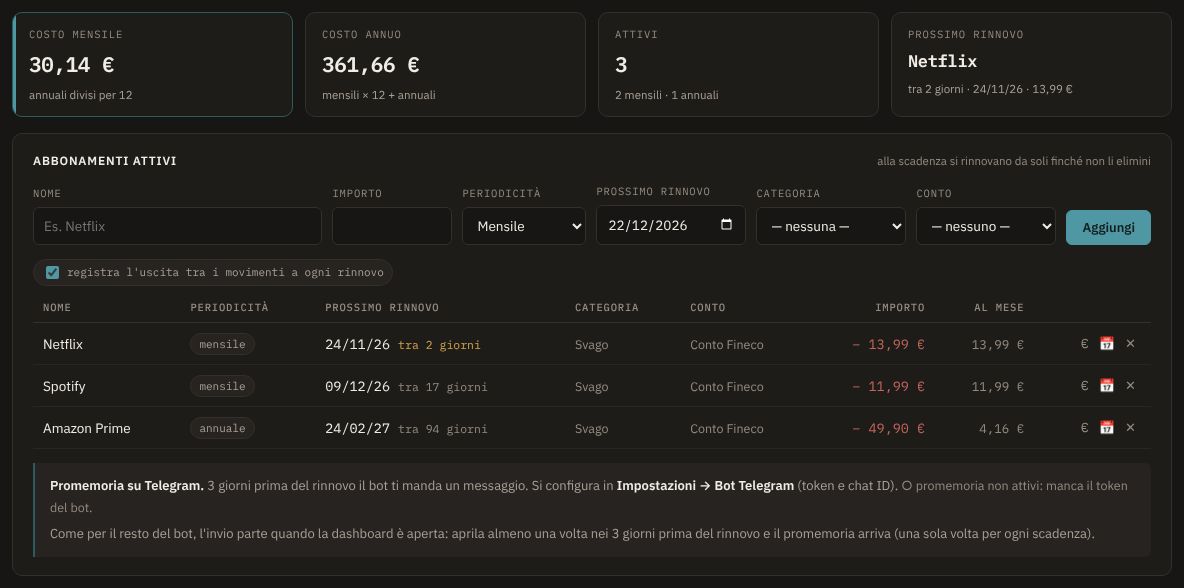 COSTO MENSILE
30,14 €
annuali divisi per 12
COSTO ANNUO
361,66 €
mensili × 12 + annuali
ATTIVI
3
2 mensili · 1 annuali
PROSSIMO RINNOVO
Netflix
tra 2 giorni · 24/11/26 · 13,99 €
ABBONAMENTI ATTIVI
alla scadenza si rinnovano da soli finché non li elimini
NOME IMPORTO PERIODICITÀ PROSSIMO RINNOVO CATEGORIA CONTO
Es. Netflix Mensile 22/12/2026 — nessuna — — nessuno — Aggiungi
registra l'uscita tra i movimenti a ogni rinnovo
NOME PERIODICITÀ PROSSIMO RINNOVO CATEGORIA CONTO IMPORTO AL MESE
Netflix mensile 24/11/26 tra 2 giorni Svago Conto Fineco − 13,99 € 13,99 € € 📅 ✕
Spotify mensile 09/12/26 tra 17 giorni Svago Conto Fineco − 11,99 € 11,99 € € 📅 ✕
Amazon Prime annuale 24/02/27 tra 94 giorni Svago Conto Fineco − 49,90 € 4,16 € € 📅 ✕
Promemoria su Telegram. 3 giorni prima del rinnovo il bot ti manda un messaggio. Si configura in Impostazioni → Bot Telegram (token e chat ID). ○ promemoria non attivi: manca il token
del bot.
Come per il resto del bot, l'invio parte quando la dashboard è aperta: aprila almeno una volta nei 3 giorni prima del rinnovo e il promemoria arriva (una sola volta per ogni scadenza).